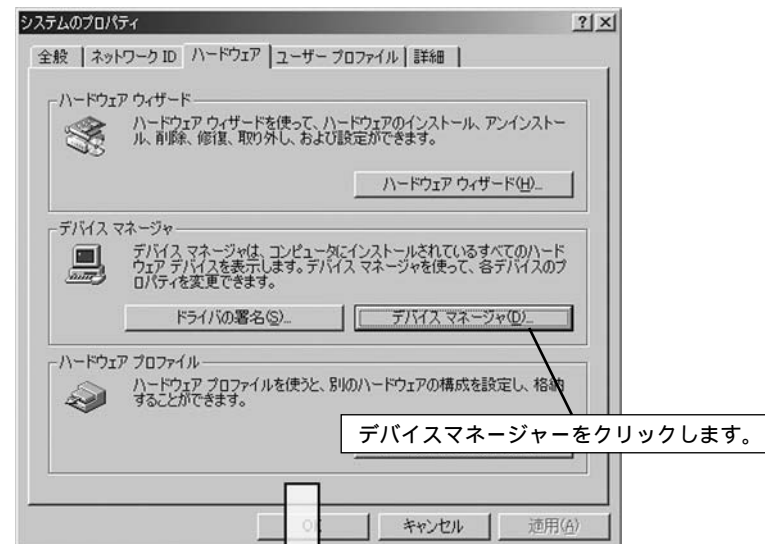 システムのプロパティ
? ×
全般 ネットワーク ID ハードウェア ユーザー プロファイル 詳細
ハードウェア ウィザード
ハードウェア ウィザードを使って、ハードウェアのインストール、アンインストー
ル、削除、修復、取り外し、および設定ができます。
ハードウェア ウィザード(H)...
デバイス マネージャ
デバイス マネージャは、コンピュータにインストールされているすべてのハード
ウェア デバイスを表示します。デバイス マネージャを使って、各デバイスのプ
ロパティを変更できます。
ドライバの署名(S)... デバイス マネージャ(D)...
ハードウェア プロファイル
ハードウェア プロファイルを使うと、別のハードウェアの構成を設定し、格納
することができます。
デバイスマネージャーをクリックします。
キャンセル 適用(A)